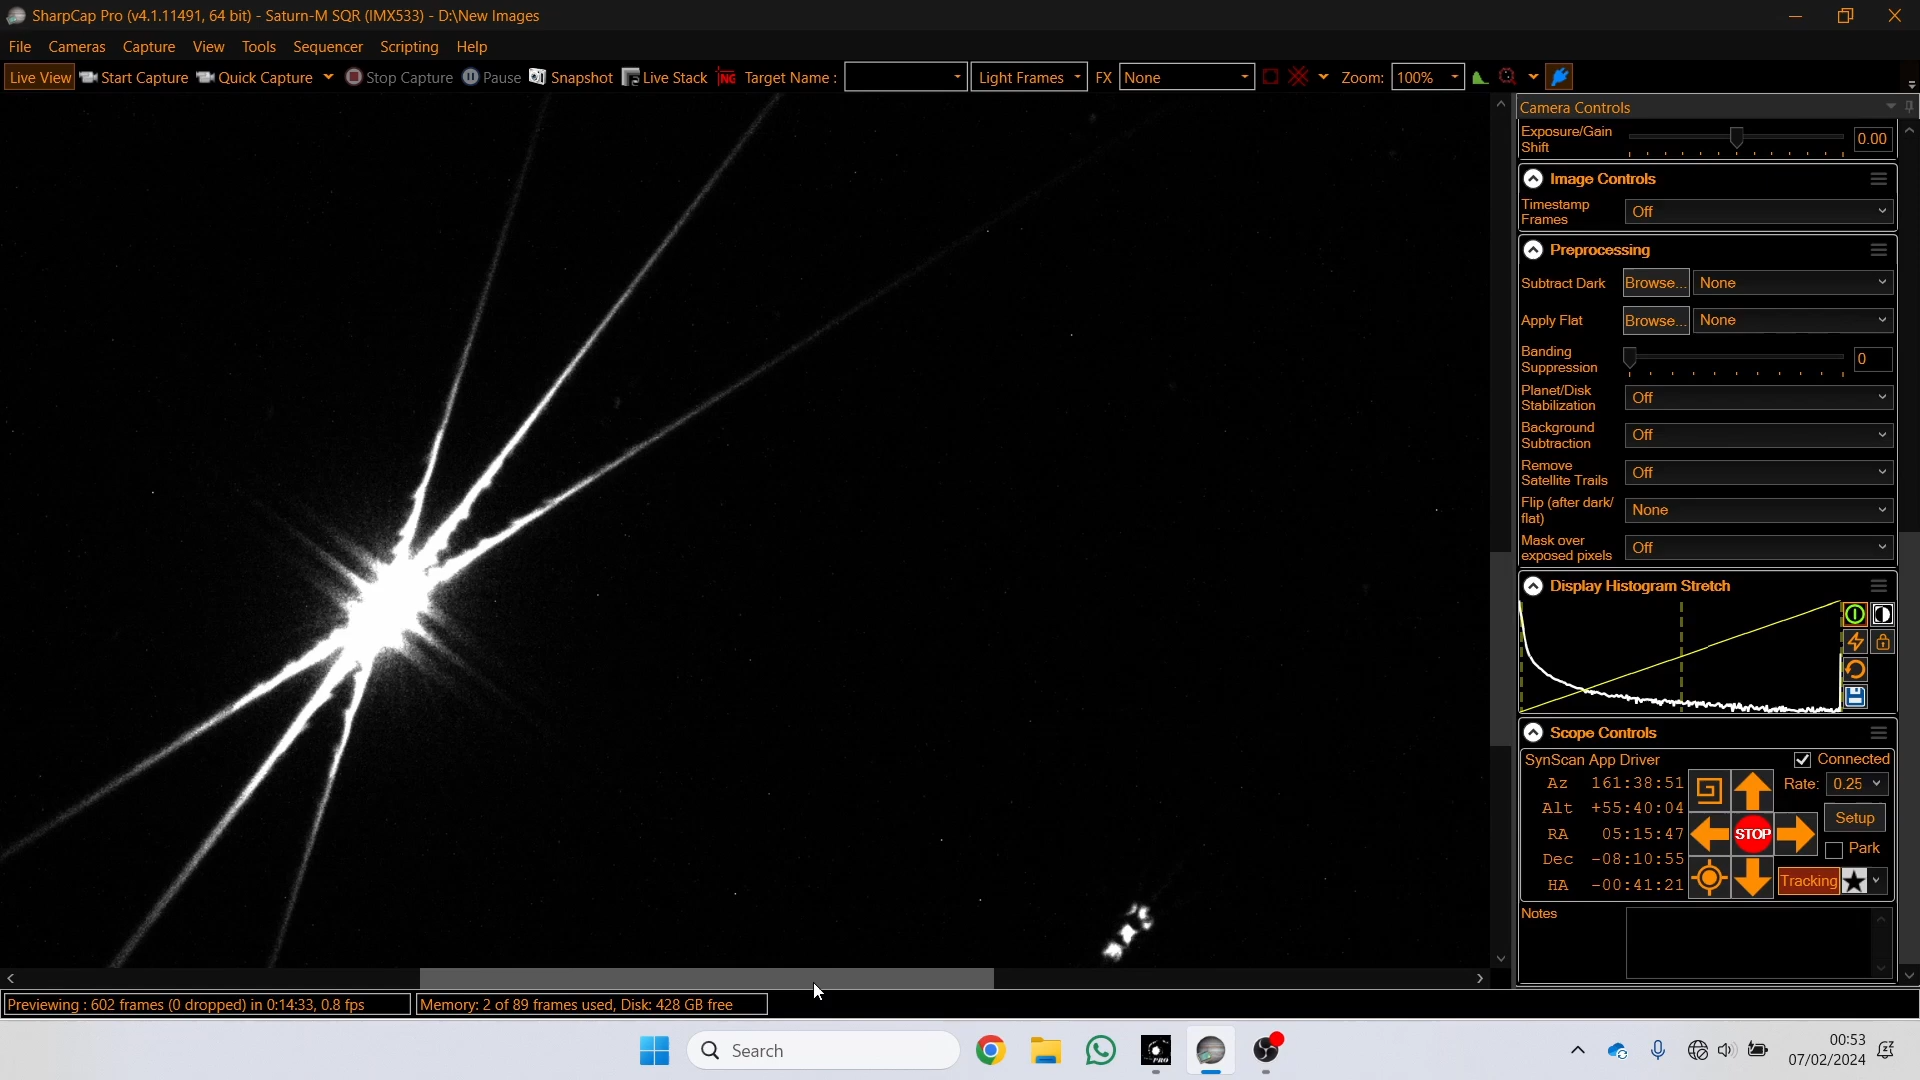 SharpCap Pro (v4.1.11491, 64 bit) - Saturn-M SQR (IMX533) - D:\New Images
File Cameras Capture View Tools Sequencer Scripting Help
Live View Start Capture Quick Capture Stop Capture Pause Snapshot Live Stack NG Target Name : Light Frames FX None Zoom: 100%
Camera Controls
Exposure/Gain
Shift
0.00
Image Controls
Timestamp
Frames
Off
Preprocessing
Subtract Dark Browse... None
Apply Flat Browse... None
Banding
Suppression
0
Planet/Disk
Stabilization
Off
Background
Subtraction
Off
Remove
Satellite Trails
Off
Flip (after dark/
flat)
None
Mask over
exposed pixels
Off
Display Histogram Stretch
Scope Controls
SynScan App Driver Connected
Az 161:38:51 Rate: 0.25
Alt +55:40:04 Setup
RA 05:15:47 STOP
Park
Dec -08:10:55
HA -00:41:21 Tracking
Notes
Previewing : 602 frames (0 dropped) in 0:14:33, 0.8 fps Memory: 2 of 89 frames used, Disk: 428 GB free
Search
PRO
00:53
07/02/2024